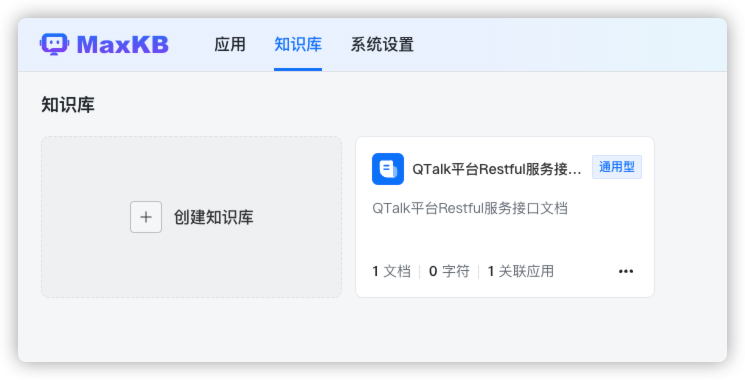 MaxKB 应用 知识库 系统设置
知识库
创建知识库
QTalk平台Restful服务接... 通用型
QTalk平台Restful服务接口文档
1 文档 0 字符 1 关联应用